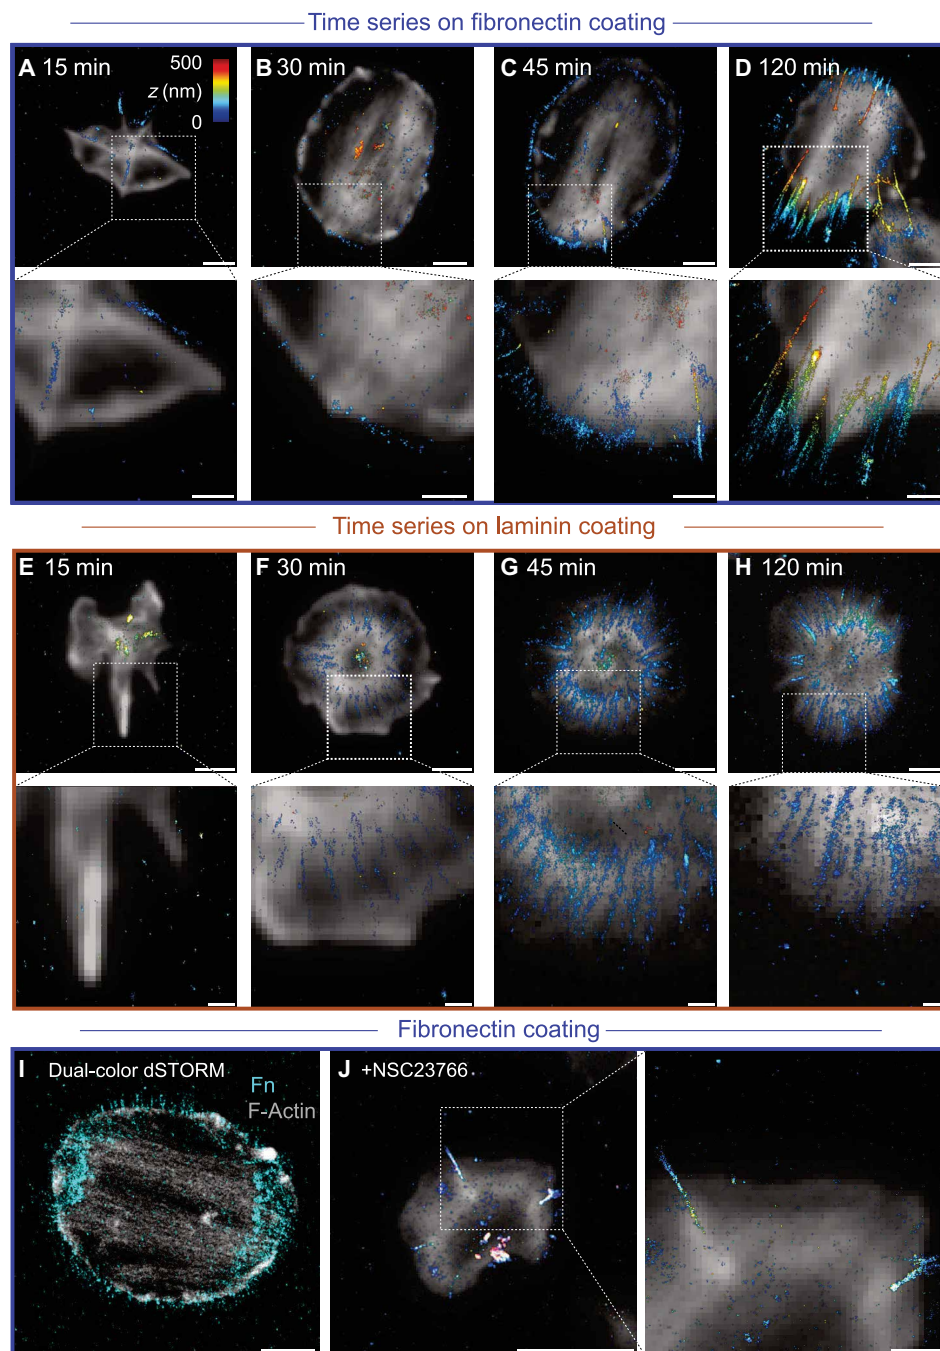 Time series on fibronectin coating
A 15 min
500
z (nm)
0
B 30 min
C 45 min
D 120 min
Time series on laminin coating
E 15 min
F 30 min
G 45 min
H 120 min
Fibronectin coating
I Dual-color dSTORM
Fn
F-Actin
J +NSC23766